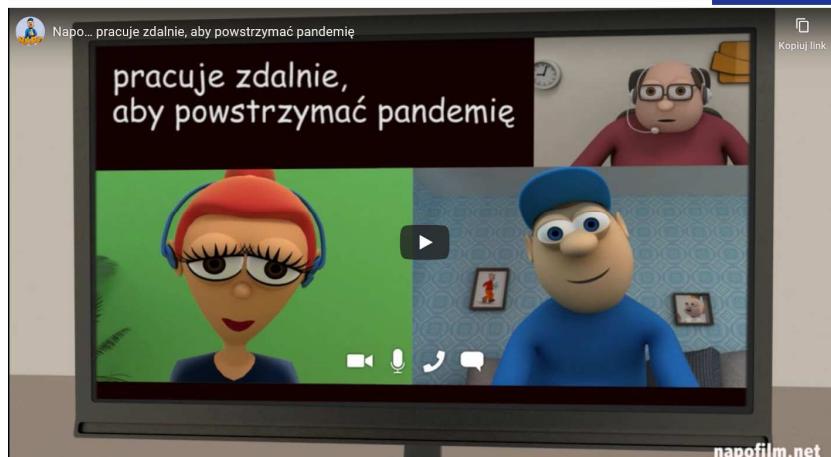 Napo… pracuje zdalnie, aby powstrzymać pandemię
Kopiuj link
pracuje zdalnie,
aby powstrzymać pandemię
napofilm.net